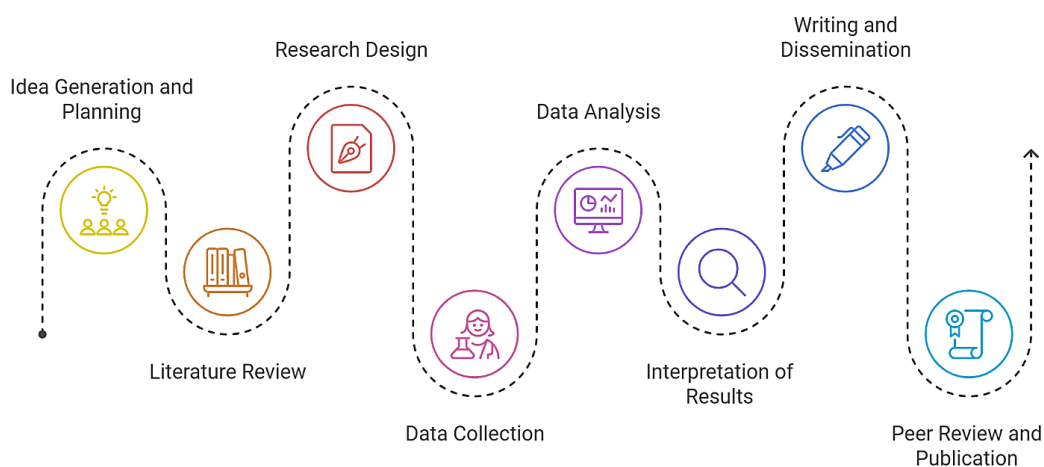 Idea Generation and
Planning
Literature Review
Research Design
Data Collection
Data Analysis
Interpretation of
Results
Writing and
Dissemination
Peer Review and
Publication